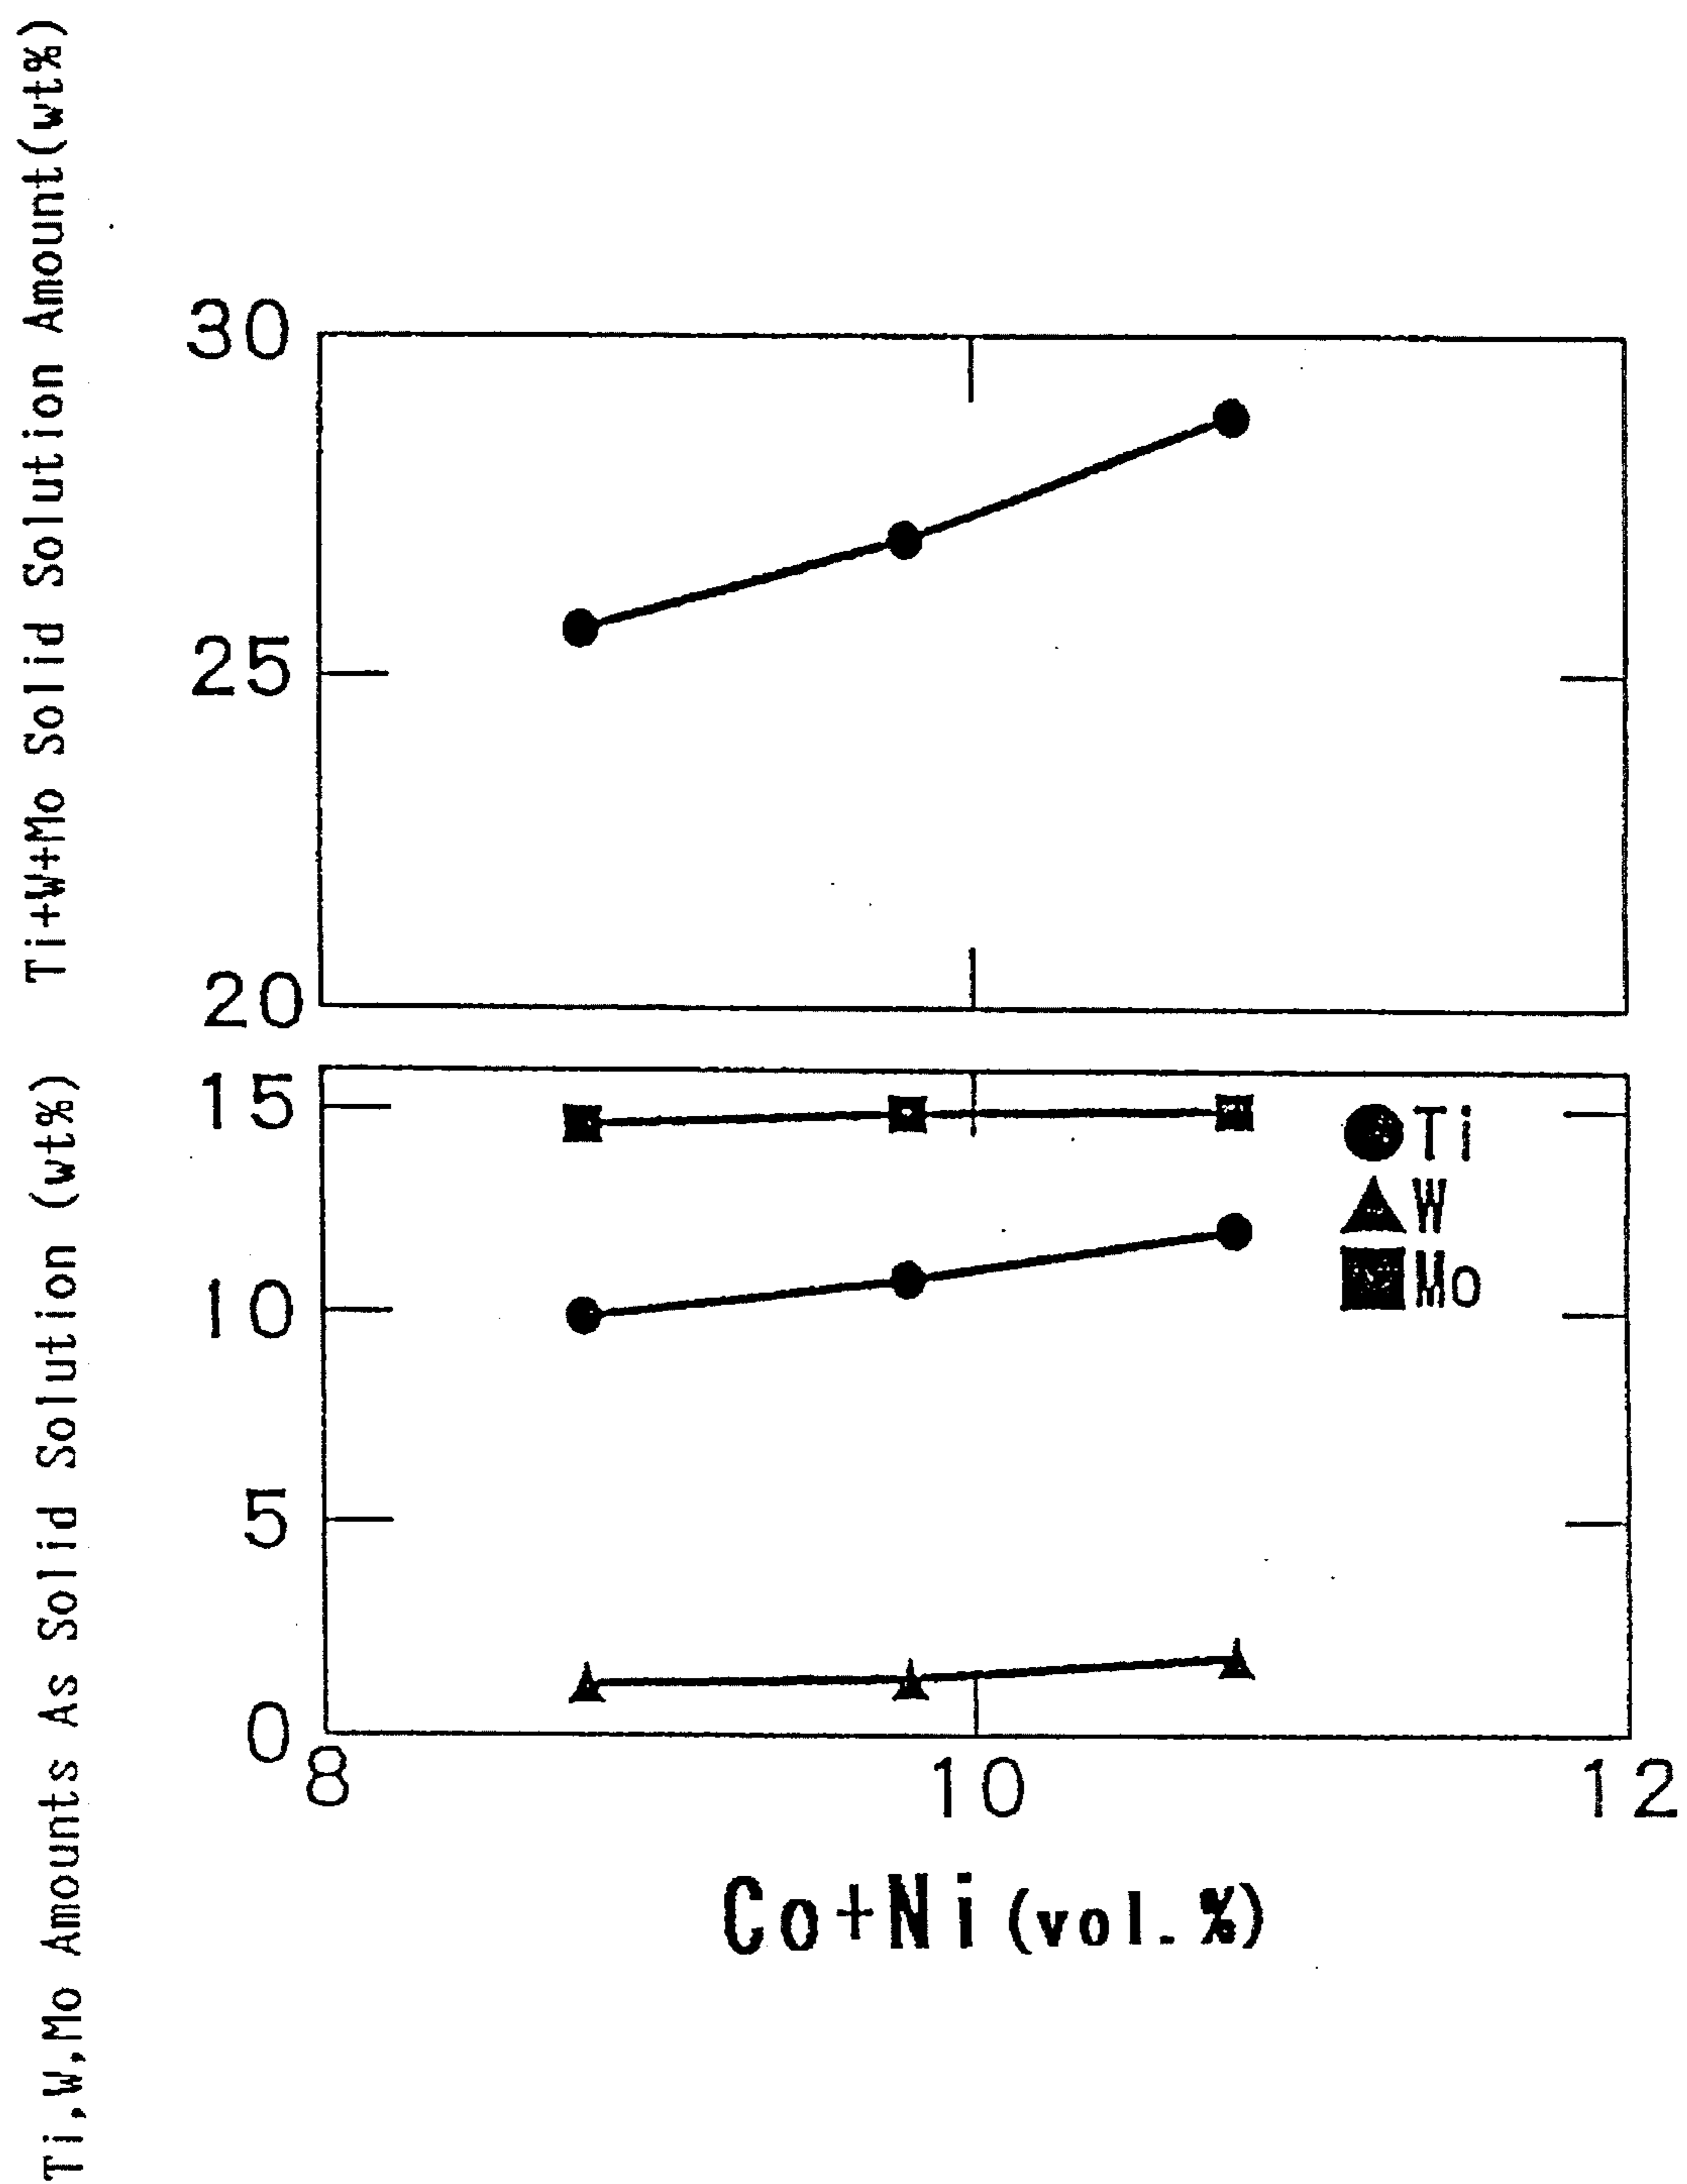 Ti+W+Mo Solid Solution Amount(wt%)
30
25
20
Ti,W,Mo Amounts As Solid Solution (wt%)
15
10
5
0
Ti
W
Mo
8 10 12
Co+Ni(vol.%)